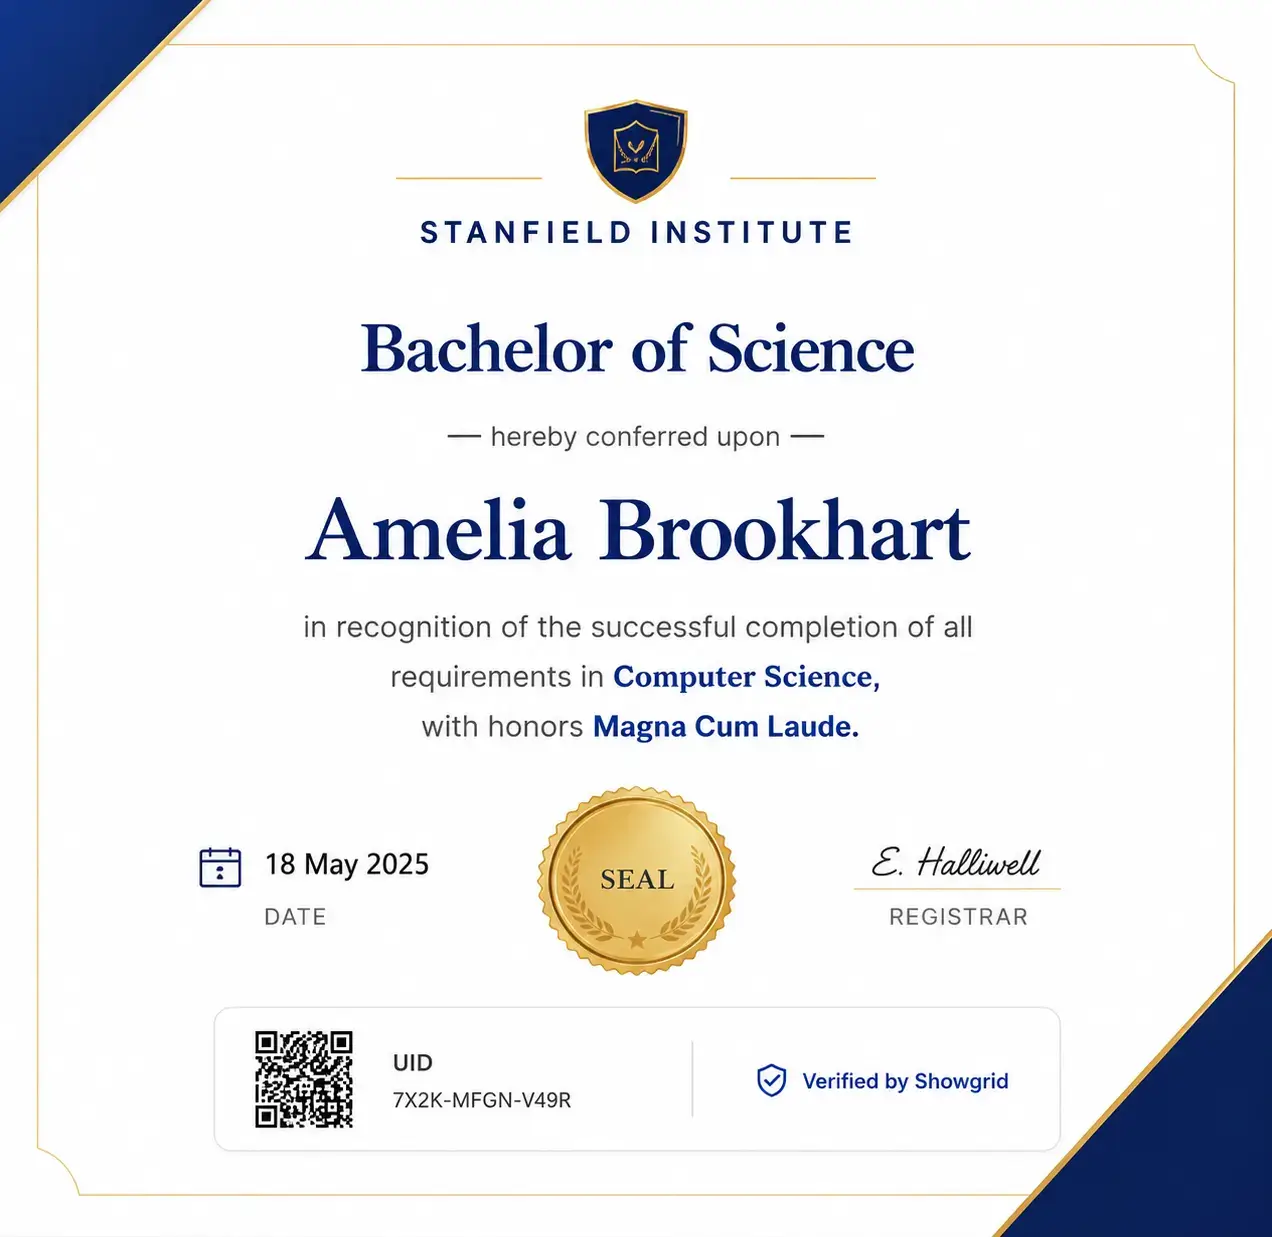 STANFIELD INSTITUTE
Bachelor of Science
— hereby conferred upon —
Amelia Brookhart
in recognition of the successful completion of all
requirements in Computer Science,
with honors Magna Cum Laude.
18 May 2025
DATE
SEAL
E. Halliwell
REGISTRAR
UID
7X2K-MFGN-V49R
Verified by Showgrid